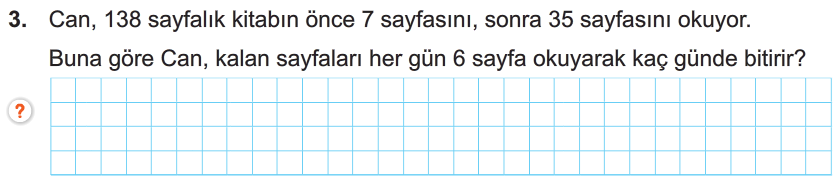 3. Can, 138 sayfalık kitabın önce 7 sayfasını, sonra 35 sayfasını okuyor.
Buna göre Can, kalan sayfaları her gün 6 sayfa okuyarak kaç günde bitirir?
?